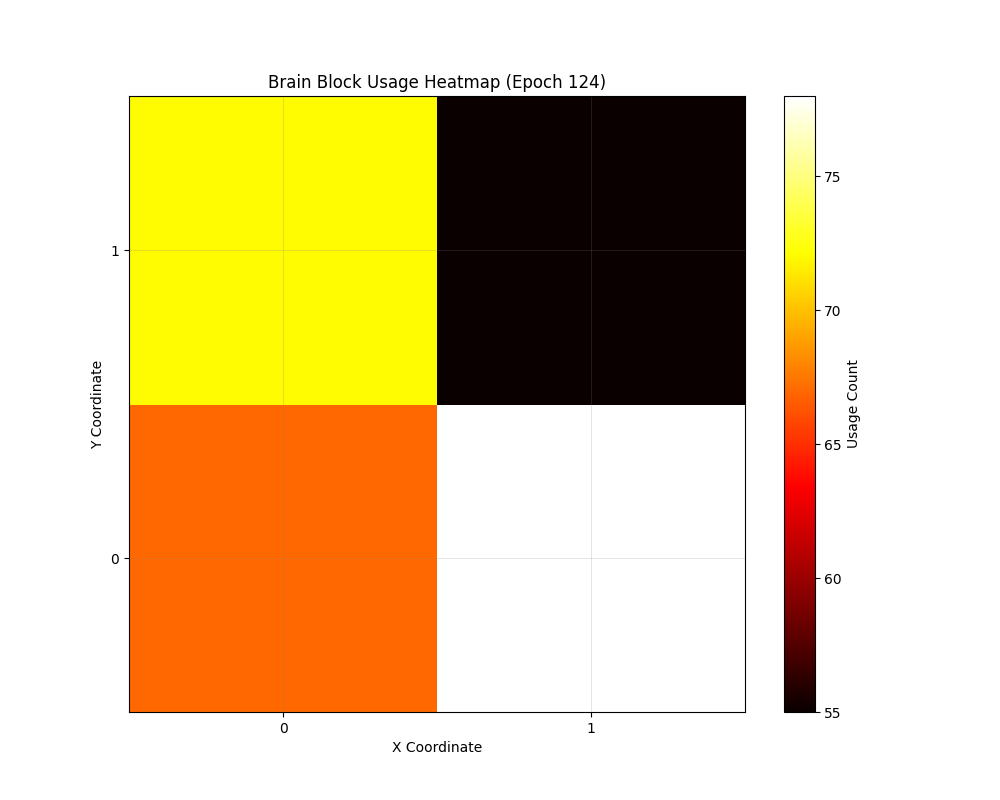 Brain Block Usage Heatmap (Epoch 124)
1
0
Y Coordinate
0
1
X Coordinate
75
70
65
60
55
Usage Count